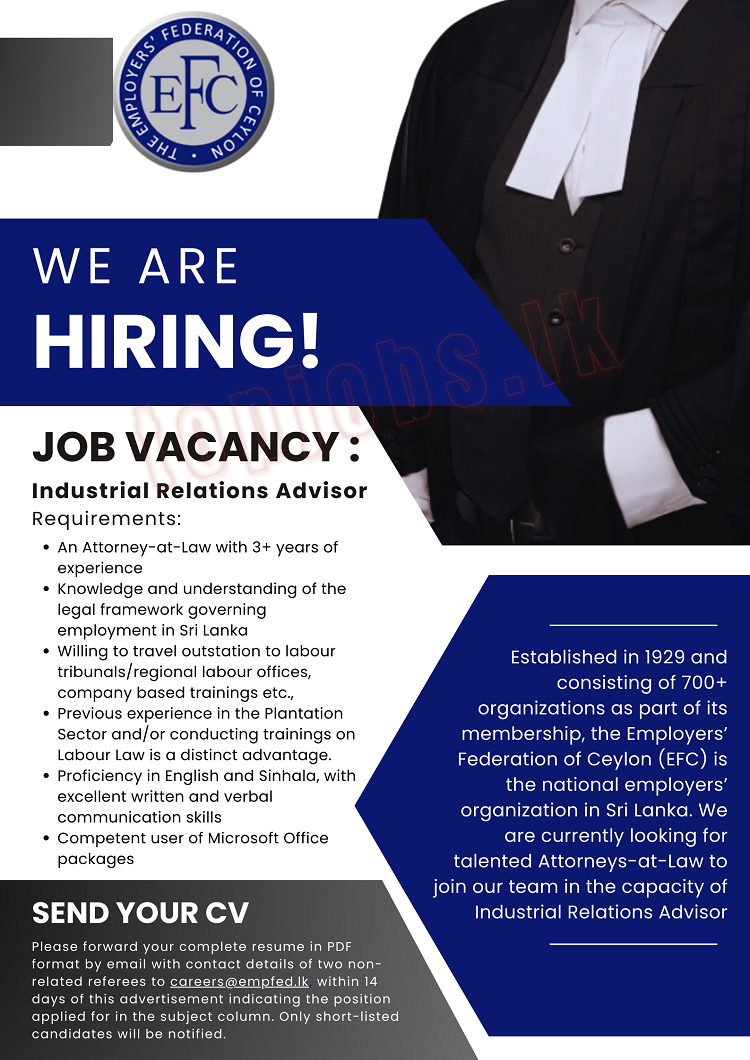 THE EMPLOYERS' FEDERATION OF CEYLON
EFC
WE ARE
HIRING!
topjobs.lk
JOB VACANCY :
Industrial Relations Advisor
Requirements:
• An Attorney-at-Law with 3+ years of
experience
• Knowledge and understanding of the
legal framework governing
employment in Sri Lanka
• Willing to travel outstation to labour
tribunals/regional labour offices,
company based trainings etc.,
• Previous experience in the Plantation
Sector and/or conducting trainings on
Labour Law is a distinct advantage.
• Proficiency in English and Sinhala, with
excellent written and verbal
communication skills
• Competent user of Microsoft Office
packages
Established in 1929 and
consisting of 700+
organizations as part of its
membership, the Employers'
Federation of Ceylon (EFC) is
the national employers'
organization in Sri Lanka. We
are currently looking for
talented Attorneys-at-Law to
join our team in the capacity of
Industrial Relations Advisor
SEND YOUR CV
Please forward your complete resume in PDF
format by email with contact details of two non-
related referees to careers@empfed.lk, within 14
days of this advertisement indicating the position
applied for in the subject column. Only short-listed
candidates will be notified.